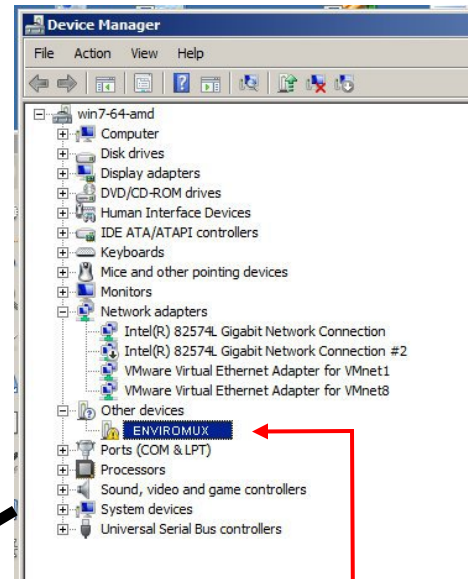 Device Manager
File Action View Help
win7-64-amd
Computer
Disk drives
Display adapters
DVD/CD-ROM drives
Human Interface Devices
IDE ATA/ATAPI controllers
Keyboards
Mice and other pointing devices
Monitors
Network adapters
Intel(R) 82574L Gigabit Network Connection
Intel(R) 82574L Gigabit Network Connection #2
VMware Virtual Ethernet Adapter for VMnet1
VMware Virtual Ethernet Adapter for VMnet8
Other devices
ENVIROMUX
Ports (COM & LPT)
Processors
Sound, video and game controllers
System devices
Universal Serial Bus controllers